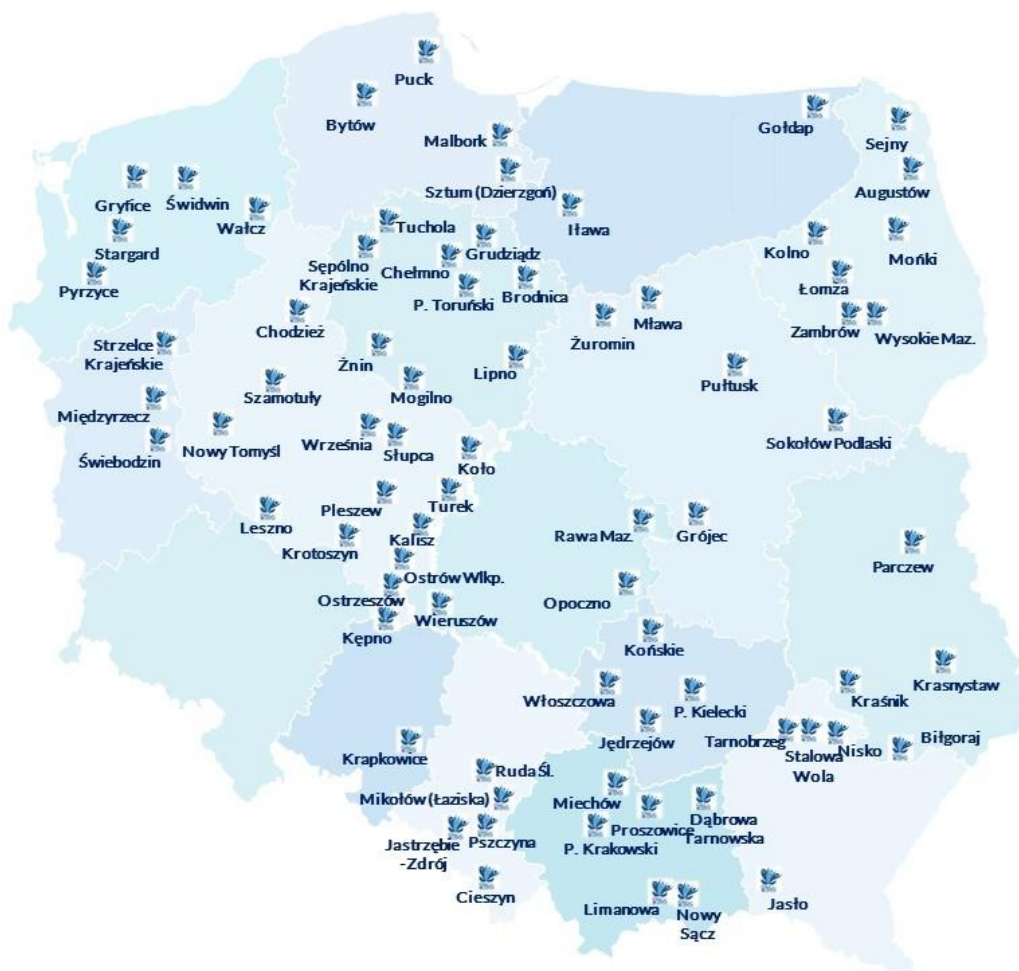 Puck
Bytów
Malbork
Gołdap
Sejny
Sztum (Dzierzgoń)
Augustów
Gryfice
Świdwin
Wałcz
Iława
Tuchola
Stargard
Grudziądz
Kolno
Mońki
Sępólno
Krajeńskie
Chełmno
Pyrzyce
P. Toruński
Brodnica
Łomza
Chodzież
Mława
Żuromin
Zambrów
Wysokie Maz.
Strzelce
Krajeńskie
Żnin
Lipno
Pułtusk
Szamotuły
Mogilno
Międzyrzecz
Nowy Tomyśl
Września
Słupca
Sokołów Podlaski
Świebodzin
Koło
Leszno
Pleszew
Turek
Krotoszyn
Kalisz
Rawa Maz.
Grójec
Parczew
Ostrów Wlkp.
Ostrzeszów
Opoczno
Wieruszów
Kępno
Końskie
Krasnystaw
Włoszczowa
P. Kielecki
Kraśnik
Biłgoraj
Jędrzejów
Tarnobrzeg
Stalowa
Wola
Nisko
Krapkowice
Ruda Śl.
Mikołów (Łaziska)
Miechów
Dąbrowa
Tarnowska
Proszowice
P. Krakowski
Jastrzębie
-Zdrój
Pszczyna
Cieszyn
Limanowa
Nowy
Sącz
Jasło